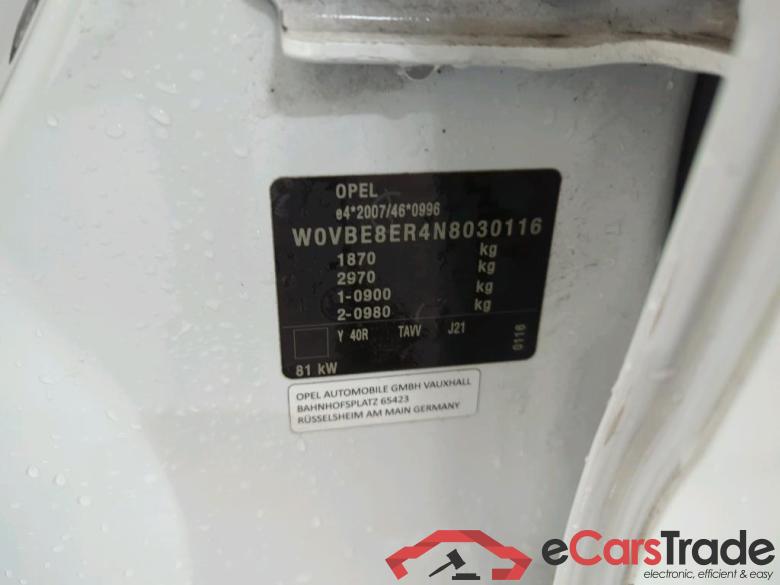 OPEL
e4*2007/46*0996
W0VBE8ER4N8030116
1870 kg
2970 kg
1-0900 kg
2-0980 kg
Y 40R TAVV J21
0116
81 kW
OPEL AUTOMOBILE GMBH VAUXHALL
BAHNHOFSPLATZ 65423
RÜSSELSHEIM AM MAIN GERMANY
eCarsTrade
electronic, efficient & easy